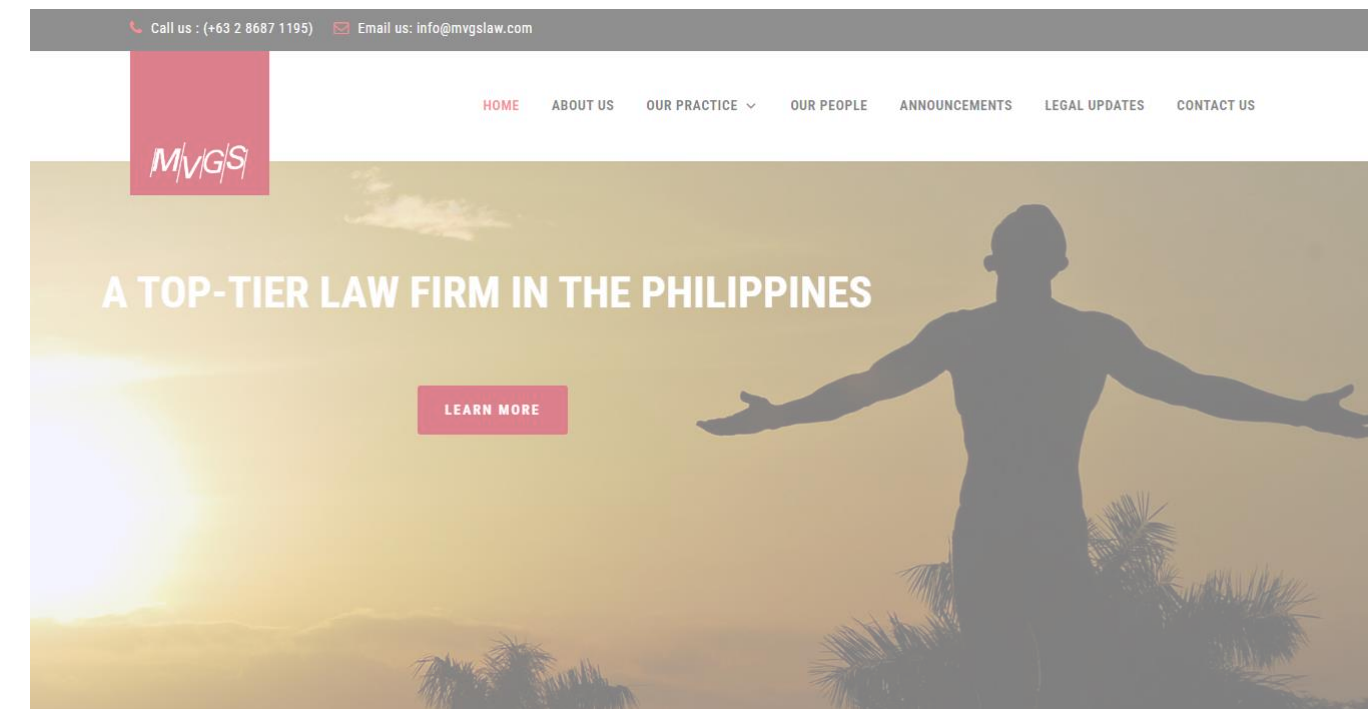 Call us : (+63 2 8687 1195) Email us: info@mvgslaw.com
HOME ABOUT US OUR PRACTICE OUR PEOPLE ANNOUNCEMENTS LEGAL UPDATES CONTACT US
M/V/G/S/
A TOP-TIER LAW FIRM IN THE PHILIPPINES
LEARN MORE